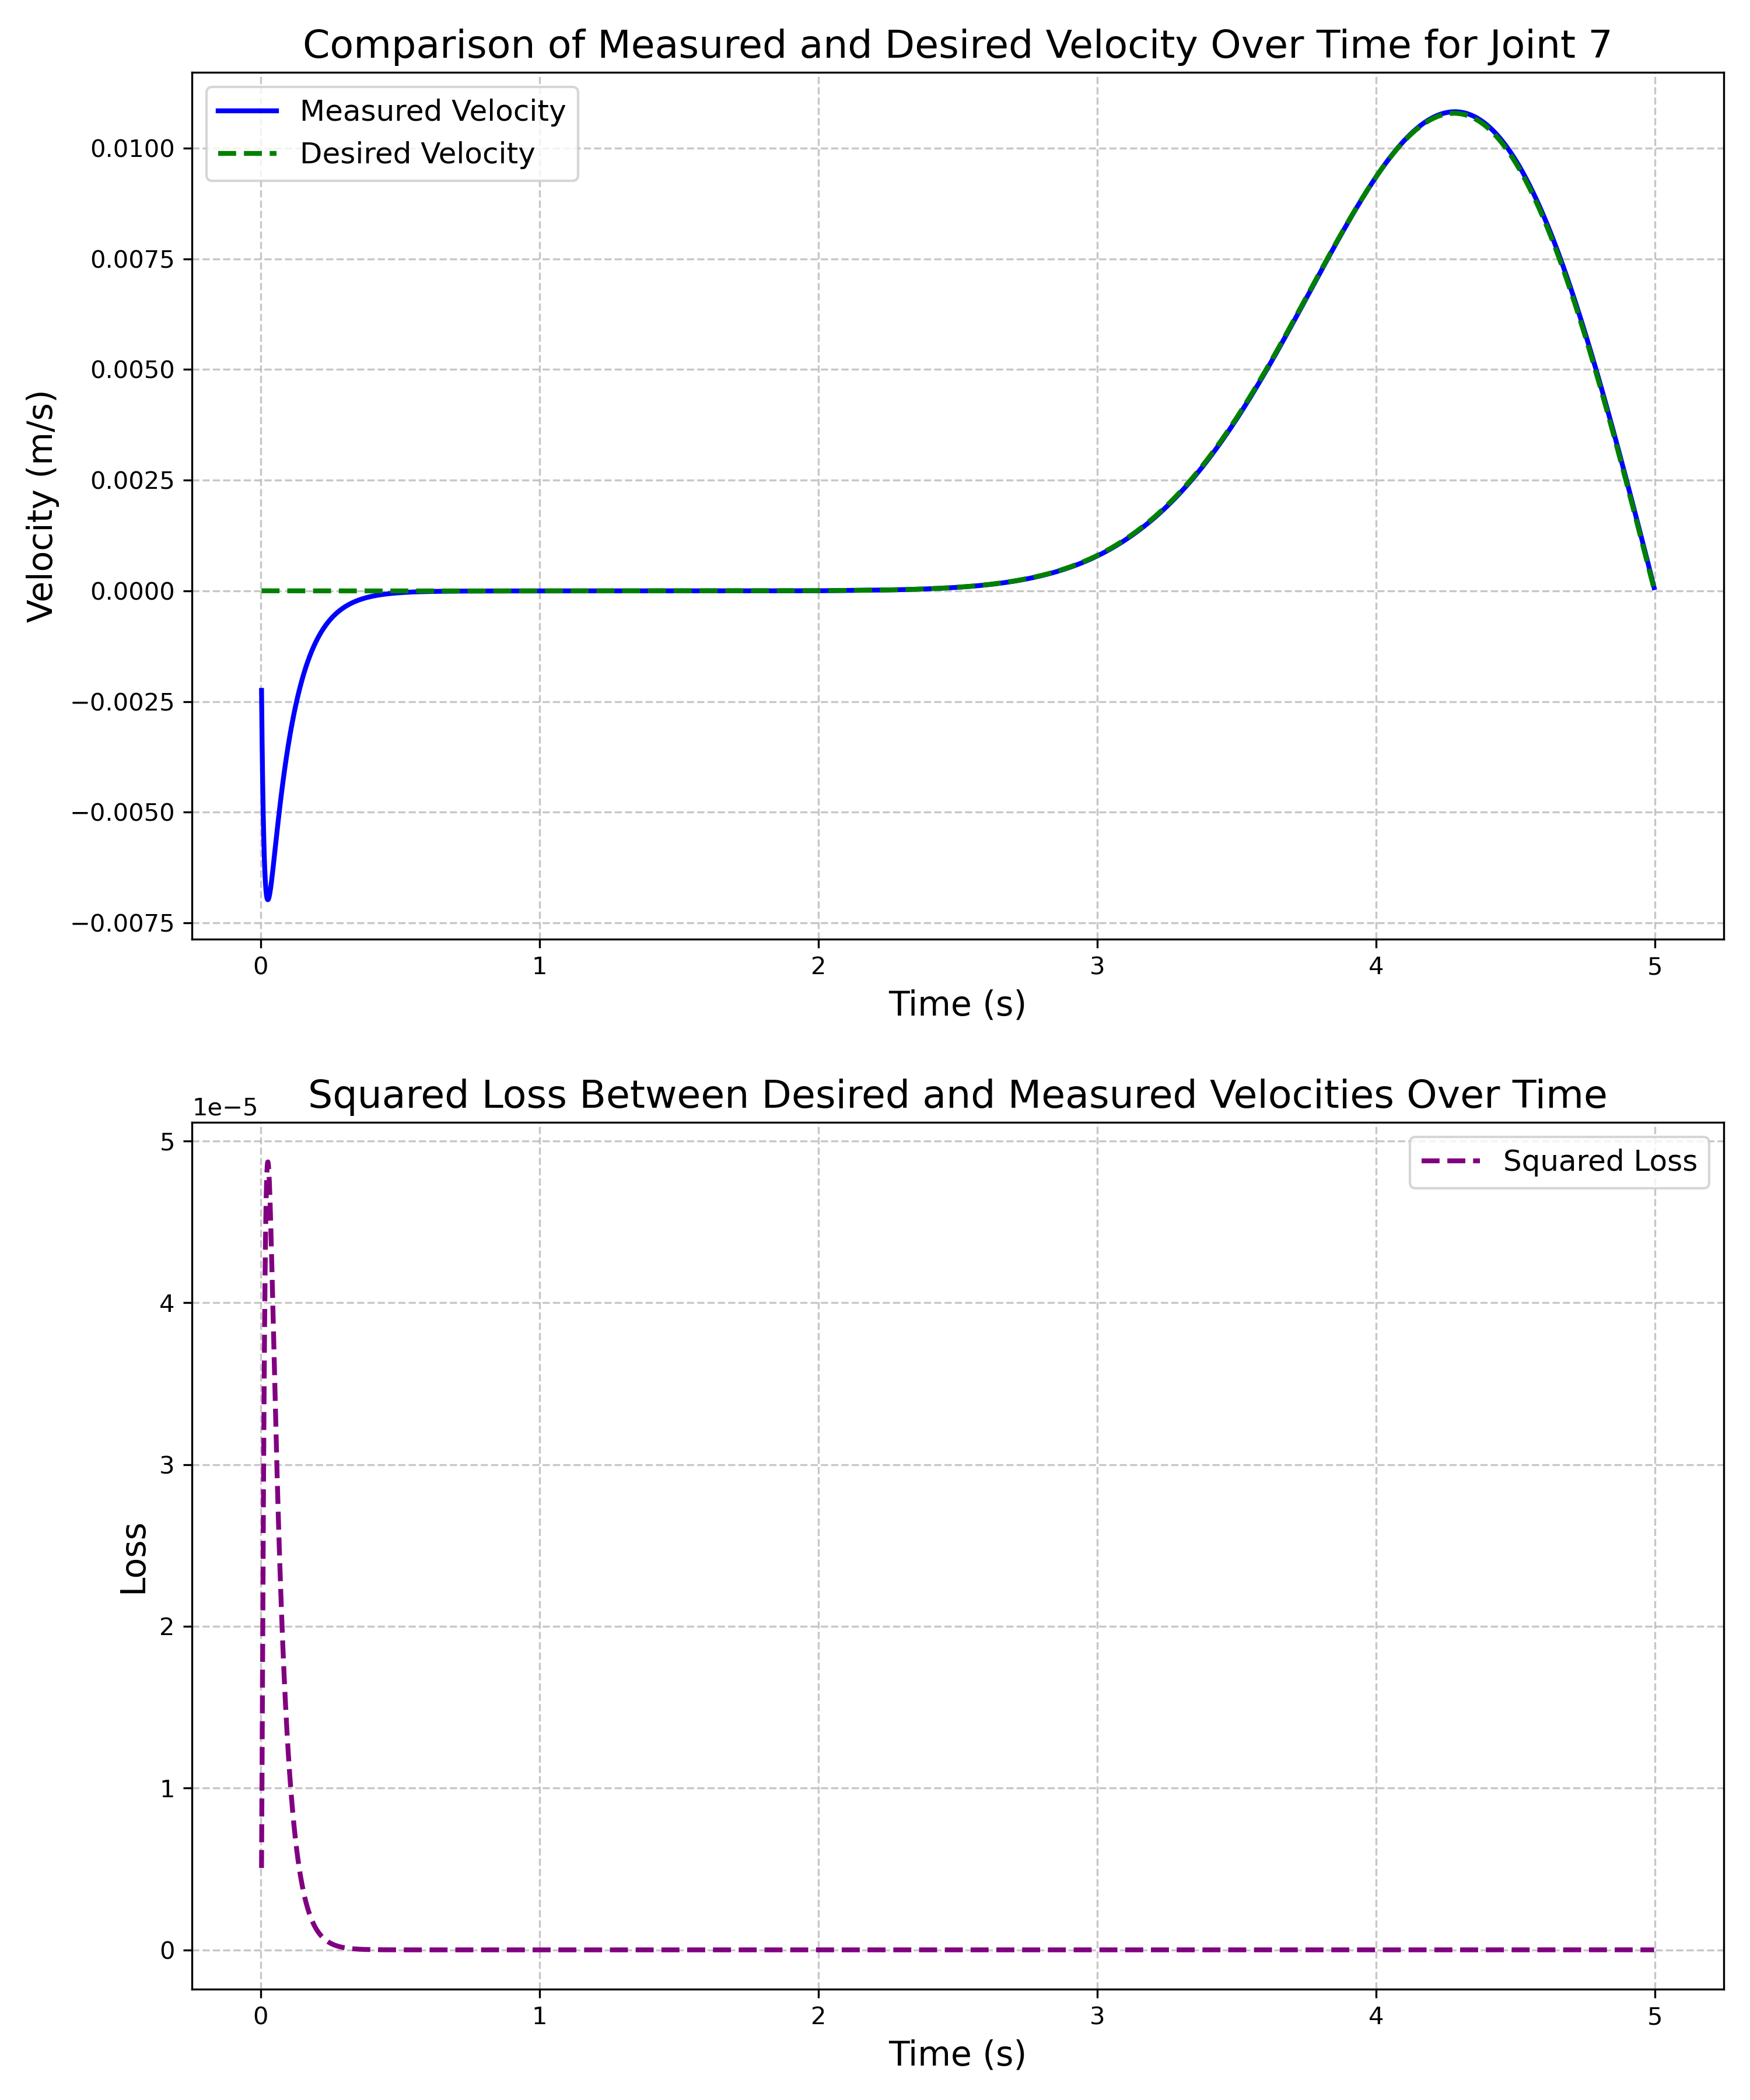 Comparison of Measured and Desired Velocity Over Time for Joint 7
Measured Velocity
Desired Velocity
Velocity (m/s)
0.0100
0.0075
0.0050
0.0025
0.0000
−0.0025
−0.0050
−0.0075
0 1 2 3 4 5
Time (s)
Squared Loss Between Desired and Measured Velocities Over Time
1e−5
Squared Loss
Loss
5
4
3
2
1
0
0 1 2 3 4 5
Time (s)